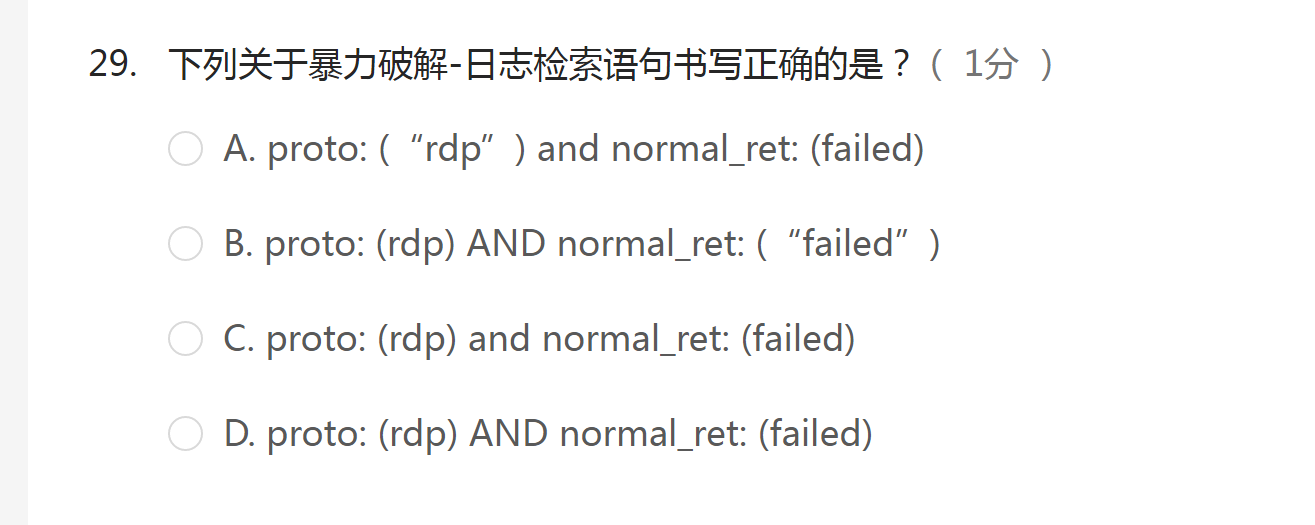 29. 下列关于暴力破解-日志检索语句书写正确的是？（ 1分 ）
A. proto: (“rdp”) and normal_ret: (failed)
B. proto: (rdp) AND normal_ret: (“failed”)
C. proto: (rdp) and normal_ret: (failed)
D. proto: (rdp) AND normal_ret: (failed)